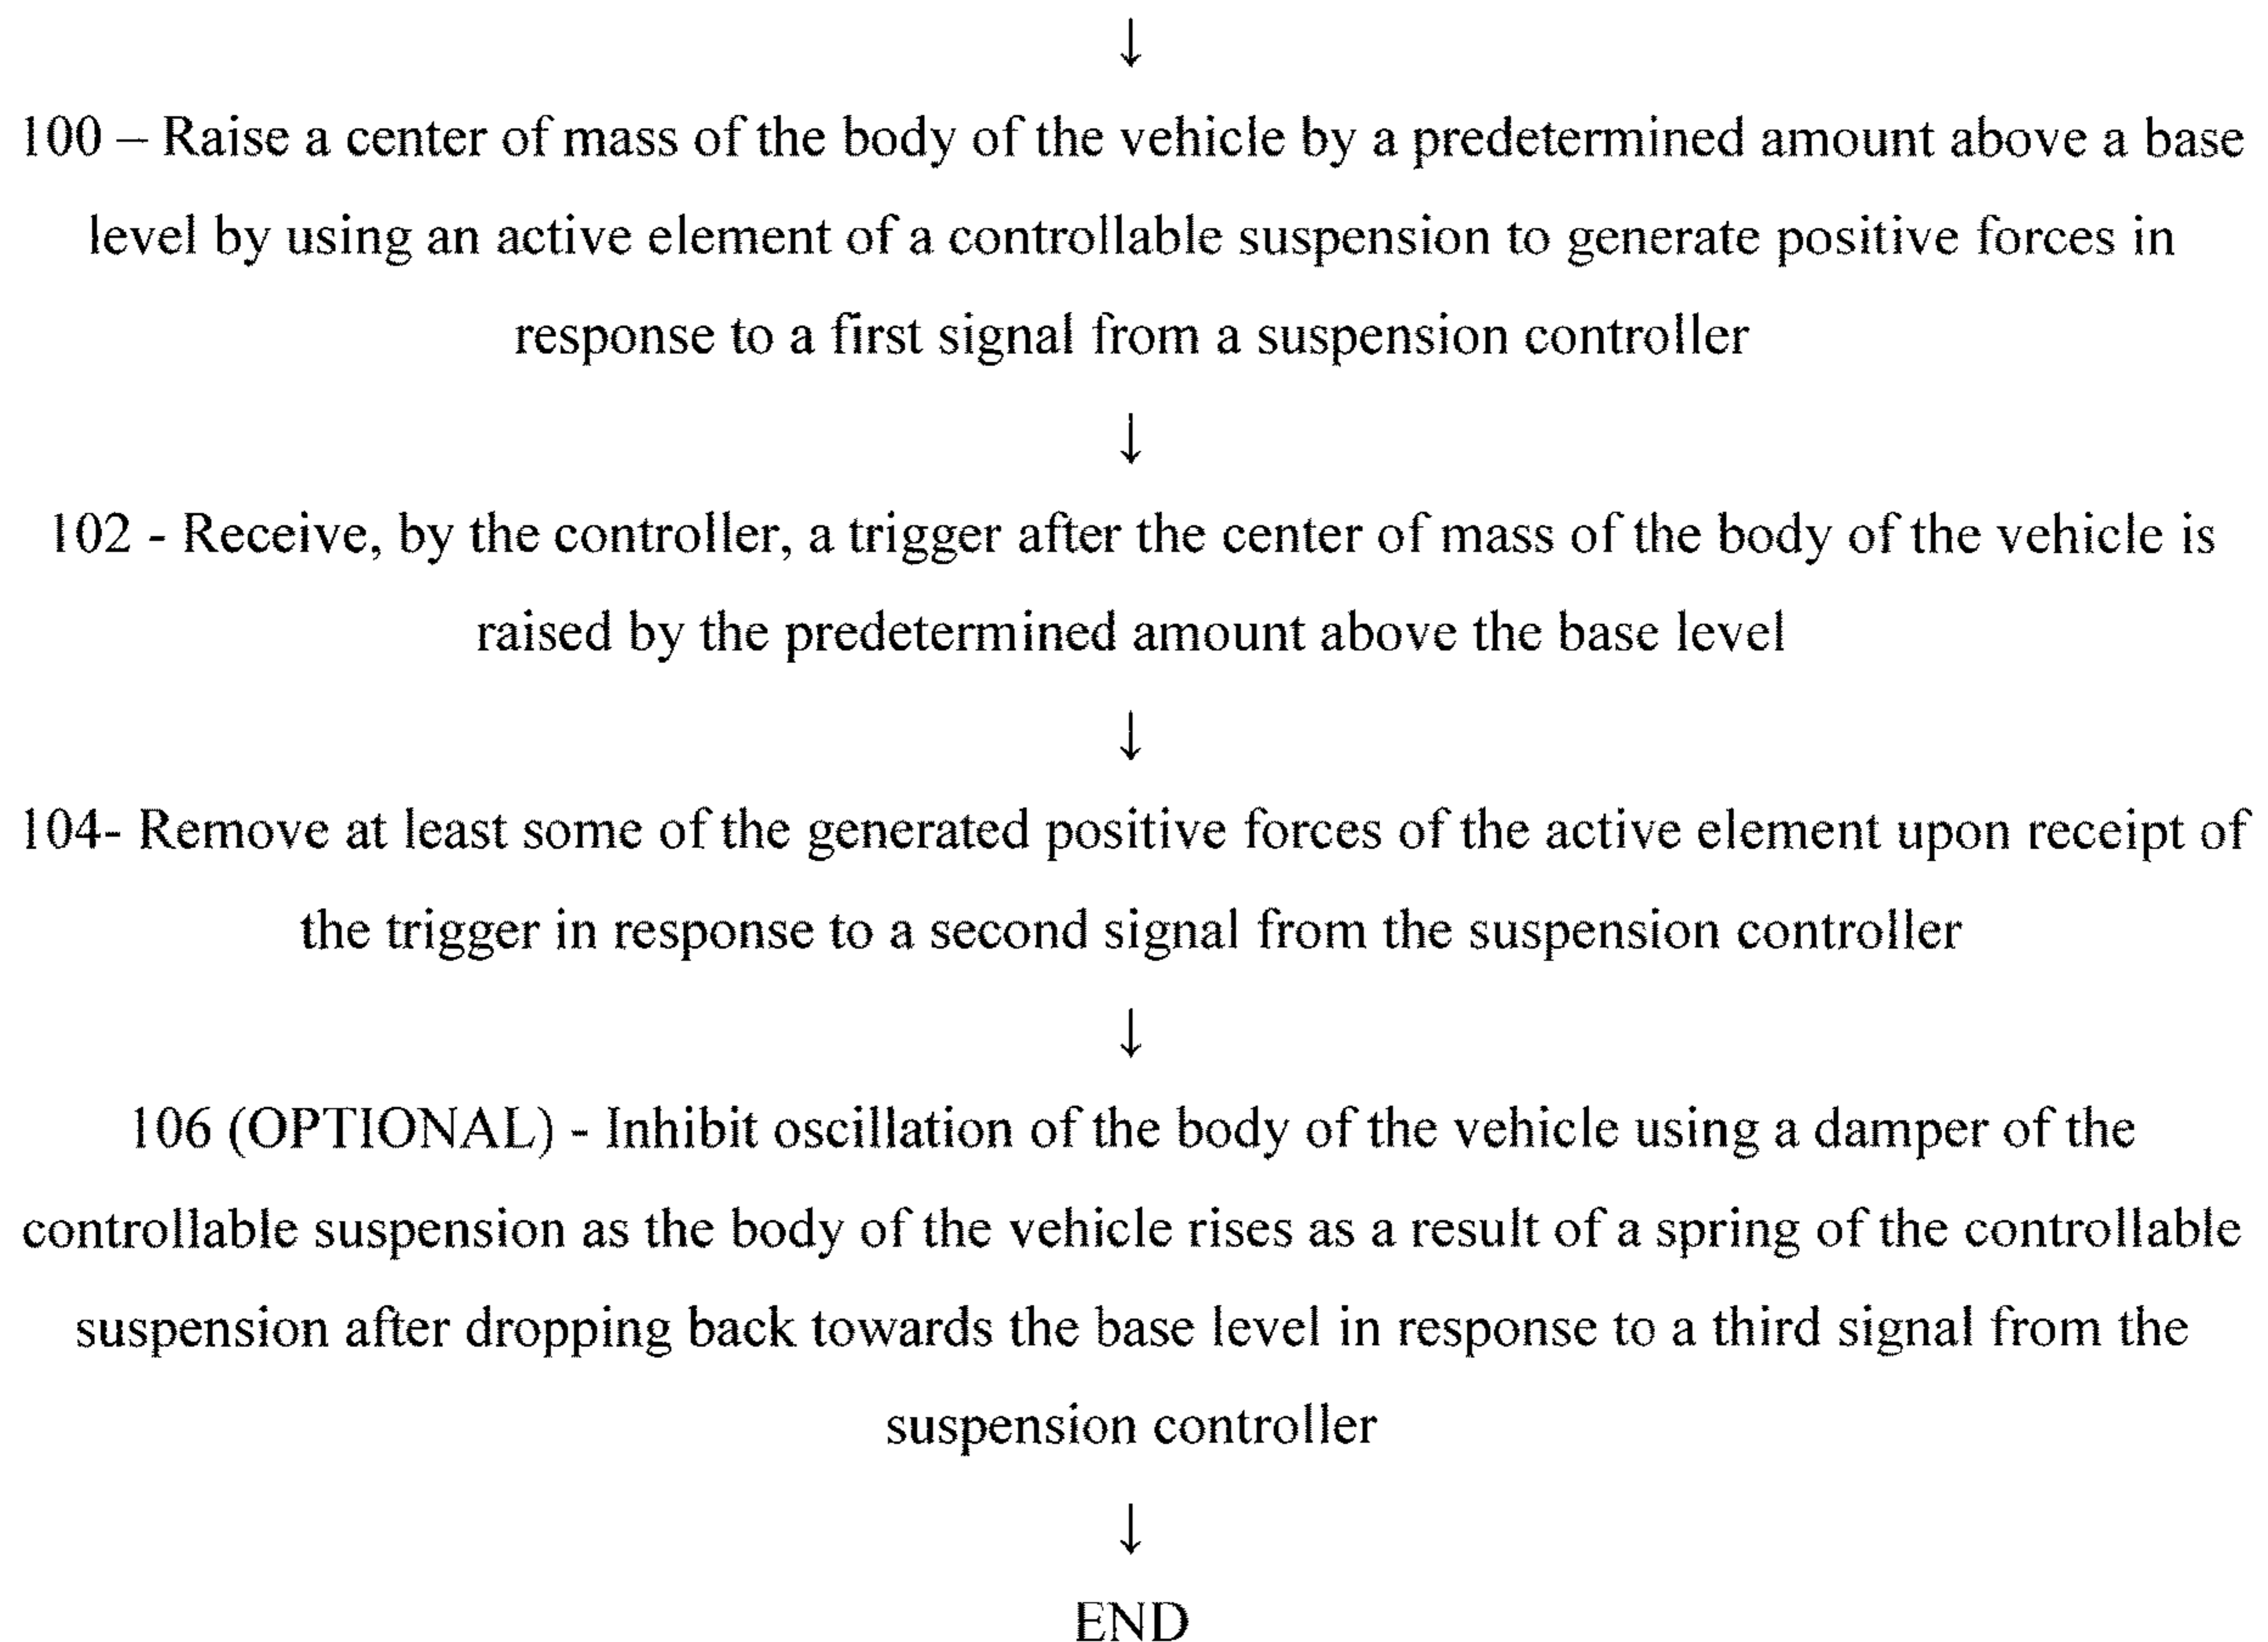 ↓
100 – Raise a center of mass of the body of the vehicle by a predetermined amount above a base
level by using an active element of a controllable suspension to generate positive forces in
response to a first signal from a suspension controller
↓
102 - Receive, by the controller, a trigger after the center of mass of the body of the vehicle is
raised by the predetermined amount above the base level
↓
104- Remove at least some of the generated positive forces of the active element upon receipt of
the trigger in response to a second signal from the suspension controller
↓
106 (OPTIONAL) - Inhibit oscillation of the body of the vehicle using a damper of the
controllable suspension as the body of the vehicle rises as a result of a spring of the controllable
suspension after dropping back towards the base level in response to a third signal from the
suspension controller
↓
END